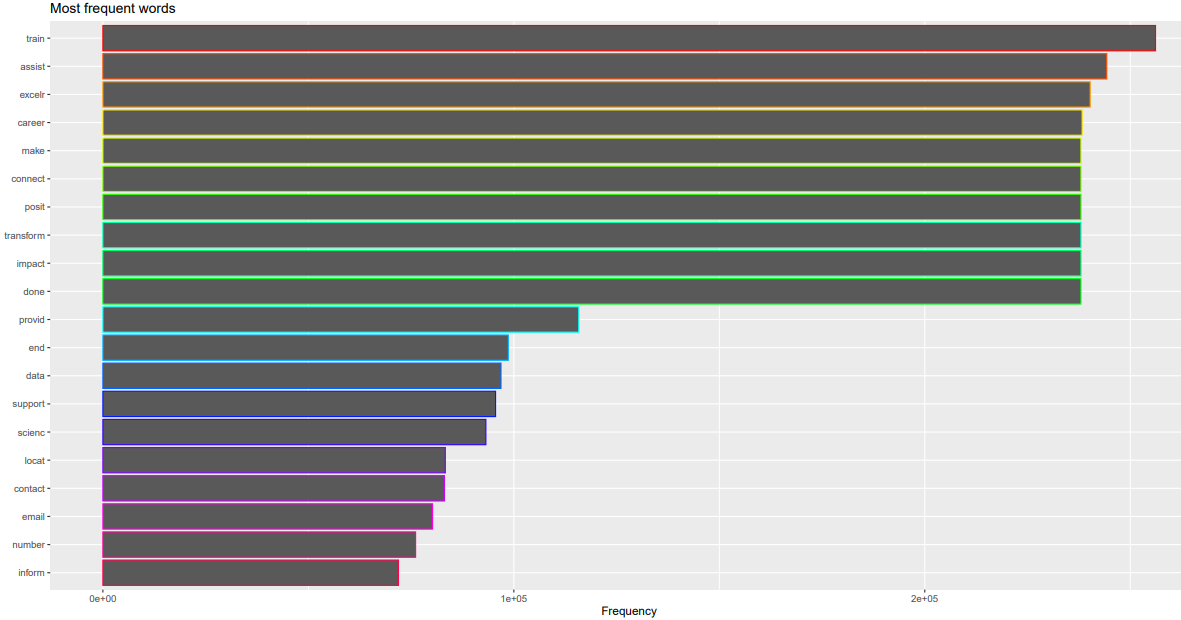 Most frequent words
train
assist
excelr
career
make
connect
posit
transform
impact
done
provid
end
data
support
scienc
locat
contact
email
number
inform
0e+00 1e+05 2e+05
Frequency